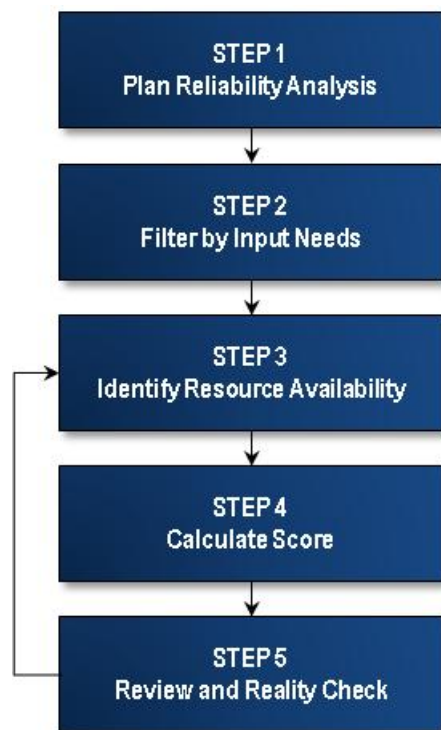 STEP 1
Plan Reliability Analysis
STEP 2
Filter by Input Needs
STEP 3
Identify Resource Availability
STEP 4
Calculate Score
STEP 5
Review and Reality Check